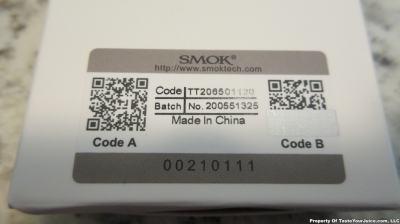 SMOK®
http://www.smoktech.com
Code TT206501120
Batch No. 200551325
Made In China
Code A
Code B
00210111
Property Of TasteYourJuice.com, LLC